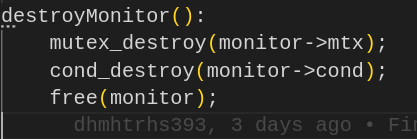 destroyMonitor():
    mutex_destroy(monitor->mtx);
    cond_destroy(monitor->cond);
    free(monitor);
      dhmhtrhs393, 3 days ago •